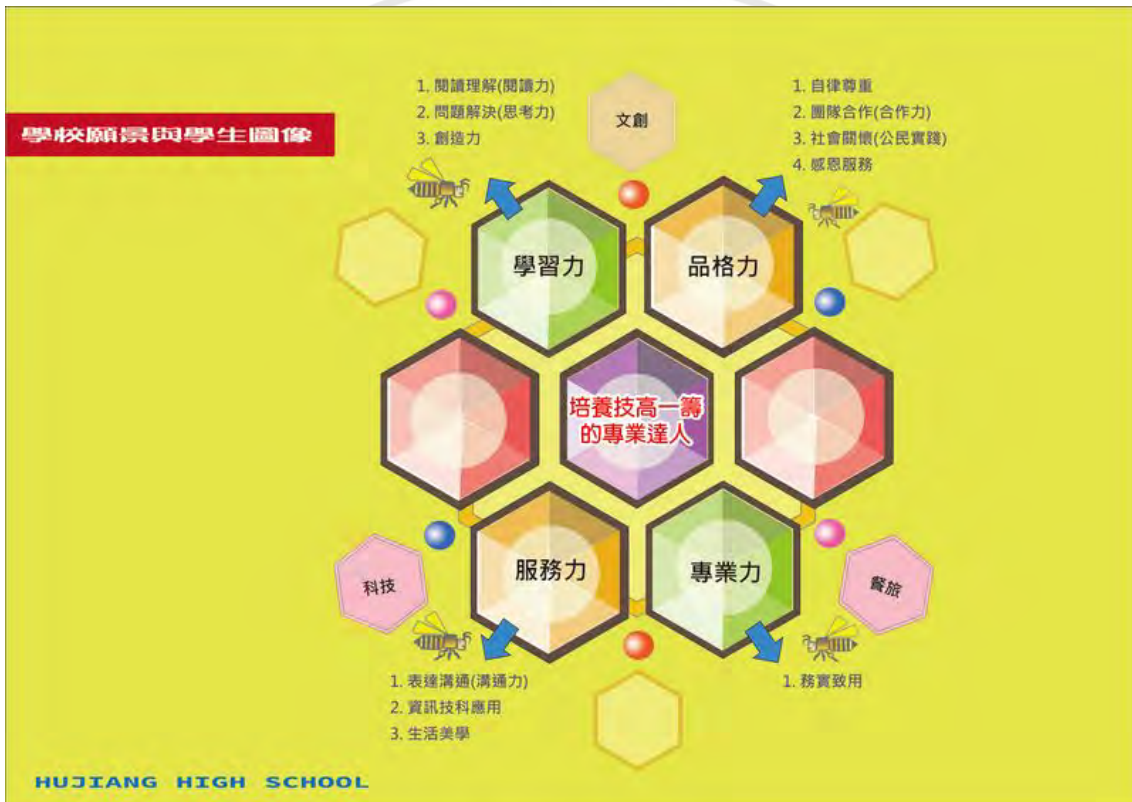 學校願景與學生圖像
1. 閱讀理解(閱讀力)
2. 問題解決(思考力)
3. 創造力
文創
1. 自律尊重
2. 團隊合作(合作力)
3. 社會關懷(公民實踐)
4. 感恩服務
學習力
品格力
培養技高一籌
的專業達人
服務力
專業力
科技
餐旅
1. 表達溝通(溝通力)
2. 資訊技科應用
3. 生活美學
1. 務實致用
HUJIANG HIGH SCHOOL